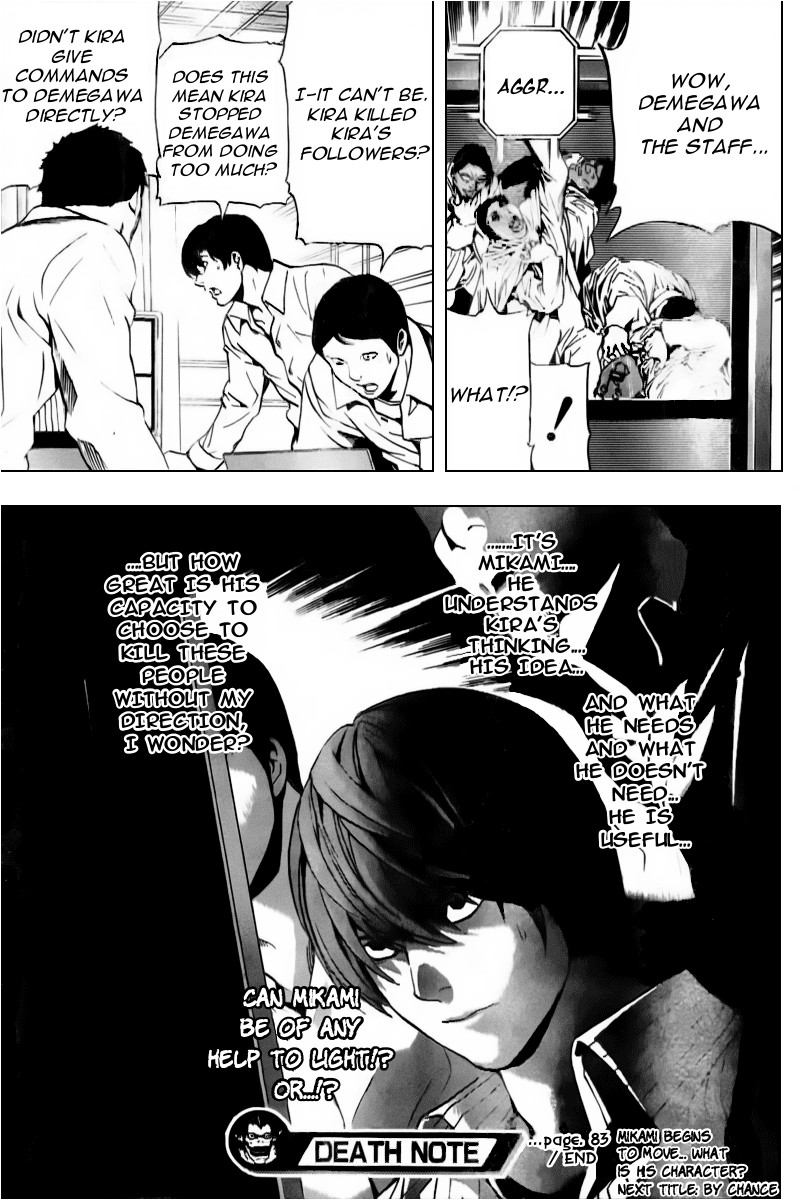 WOW,
DEMEGAWA
AND
THE STAFF...
AGGR...
WHAT!?
!
I-IT CAN'T BE.
KIRA KILLED
KIRA'S
FOLLOWERS?
DOES THIS
MEAN KIRA
STOPPED
DEMEGAWA
FROM DOING
TOO MUCH?
DIDN'T KIRA
GIVE
COMMANDS
TO DEMEGAWA
DIRECTLY?
.......IT'S
MIKAMI....
HE
UNDERSTANDS
KIRA'S
THINKING....
HIS IDEA...
AND WHAT
HE NEEDS
AND WHAT
HE DOESN'T
NEED...
HE IS
USEFUL...
....BUT HOW
GREAT IS HIS
CAPACITY TO
CHOOSE TO
KILL THESE
PEOPLE
WITHOUT MY
DIRECTION,
I WONDER?
CAN MIKAMI
BE OF ANY
HELP TO LIGHT!?
OR....!?
DEATH NOTE
...page. 83
/ END
MIKAMI BEGINS
TO MOVE... WHAT
IS HS CHARACTER?
NEXT TITLE: BY CHANCE